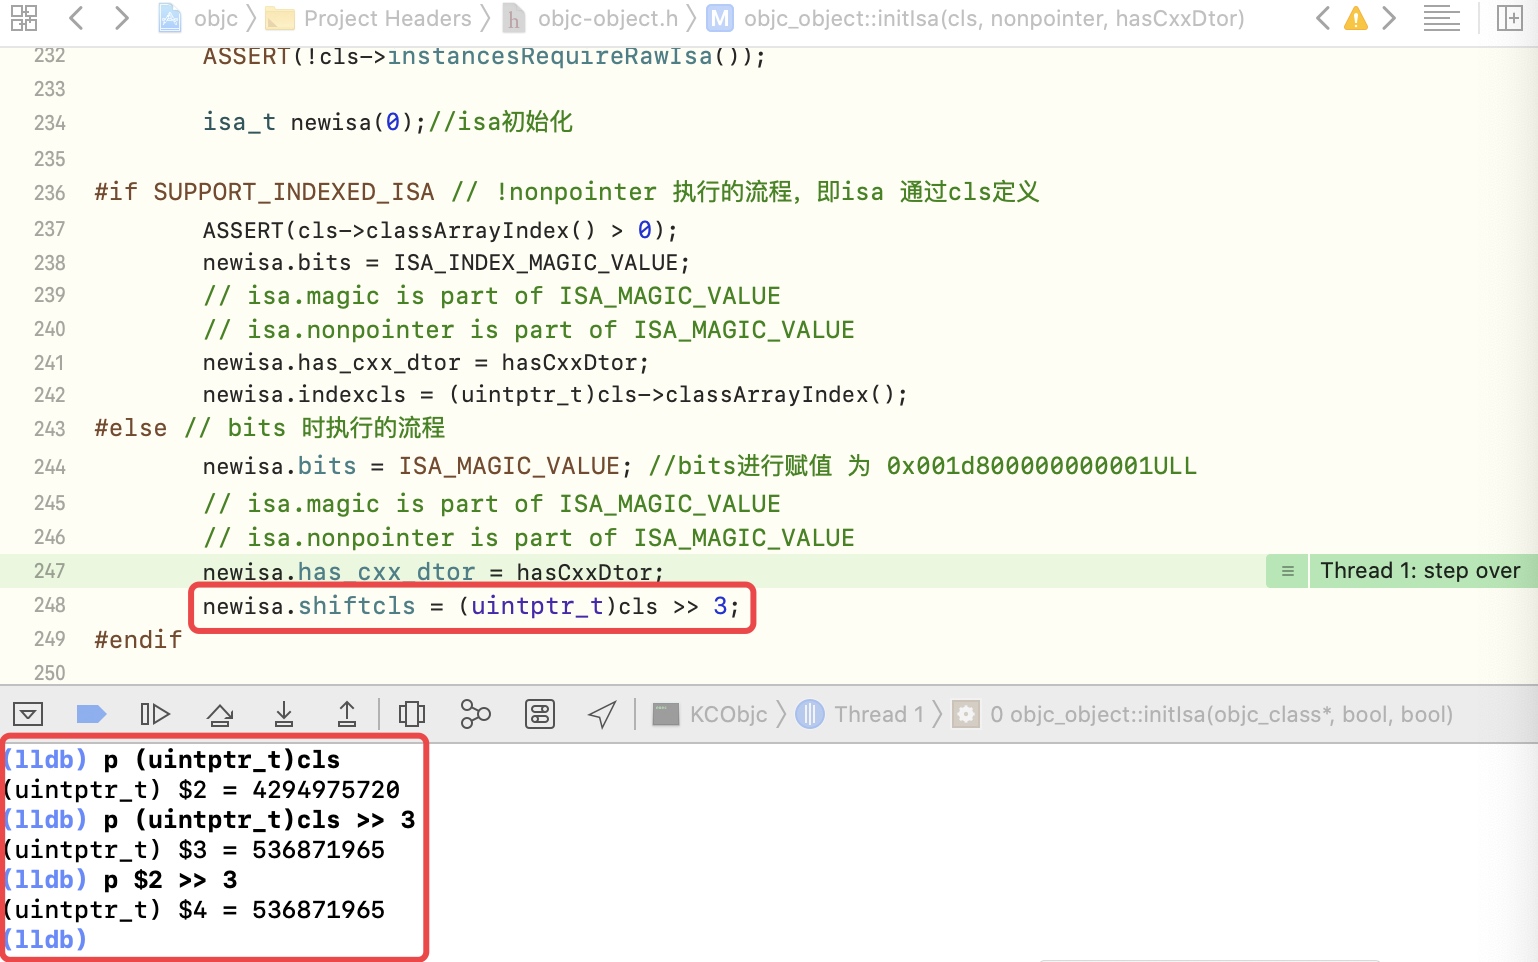 objc Project Headers h objc-object.h M objc_object::initIsa(cls, nonpointer, hasCxxDtor)
232 ASSERT(!cls->instancesRequireRawIsa());
233
234 isa_t newisa(0);//isa初始化
235
236 #if SUPPORT_INDEXED_ISA // !nonpointer 执行的流程，即isa 通过cls定义
237 ASSERT(cls->classArrayIndex() > 0);
238 newisa.bits = ISA_INDEX_MAGIC_VALUE;
239 // isa.magic is part of ISA_MAGIC_VALUE
240 // isa.nonpointer is part of ISA_MAGIC_VALUE
241 newisa.has_cxx_dtor = hasCxxDtor;
242 newisa.indexcls = (uintptr_t)cls->classArrayIndex();
243 #else // bits 时执行的流程
244 newisa.bits = ISA_MAGIC_VALUE; //bits进行赋值 为 0x001d800000000001ULL
245 // isa.magic is part of ISA_MAGIC_VALUE
246 // isa.nonpointer is part of ISA_MAGIC_VALUE
247 newisa.has_cxx_dtor = hasCxxDtor; Thread 1: step over
248 newisa.shiftcls = (uintptr_t)cls >> 3;
249 #endif
250
KCObjc Thread 1 0 objc_object::initIsa(objc_class*, bool, bool)
(lldb) p (uintptr_t)cls
(uintptr_t) $2 = 4294975720
(lldb) p (uintptr_t)cls >> 3
(uintptr_t) $3 = 536871965
(lldb) p $2 >> 3
(uintptr_t) $4 = 536871965
(lldb)